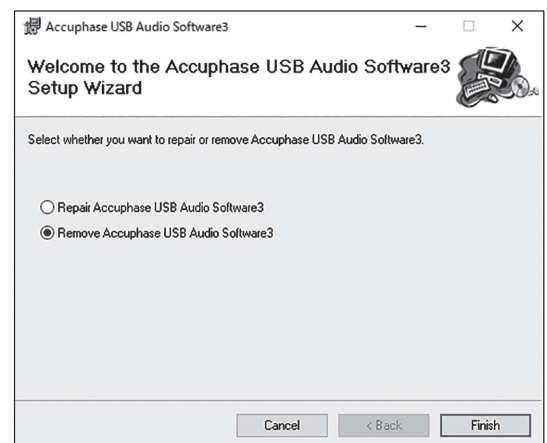 Accuphase USB Audio Software3
Welcome to the Accuphase USB Audio Software3
Setup Wizard
Select whether you want to repair or remove Accuphase USB Audio Software3.
Repair Accuphase USB Audio Software3
Remove Accuphase USB Audio Software3
Cancel
< Back
Finish